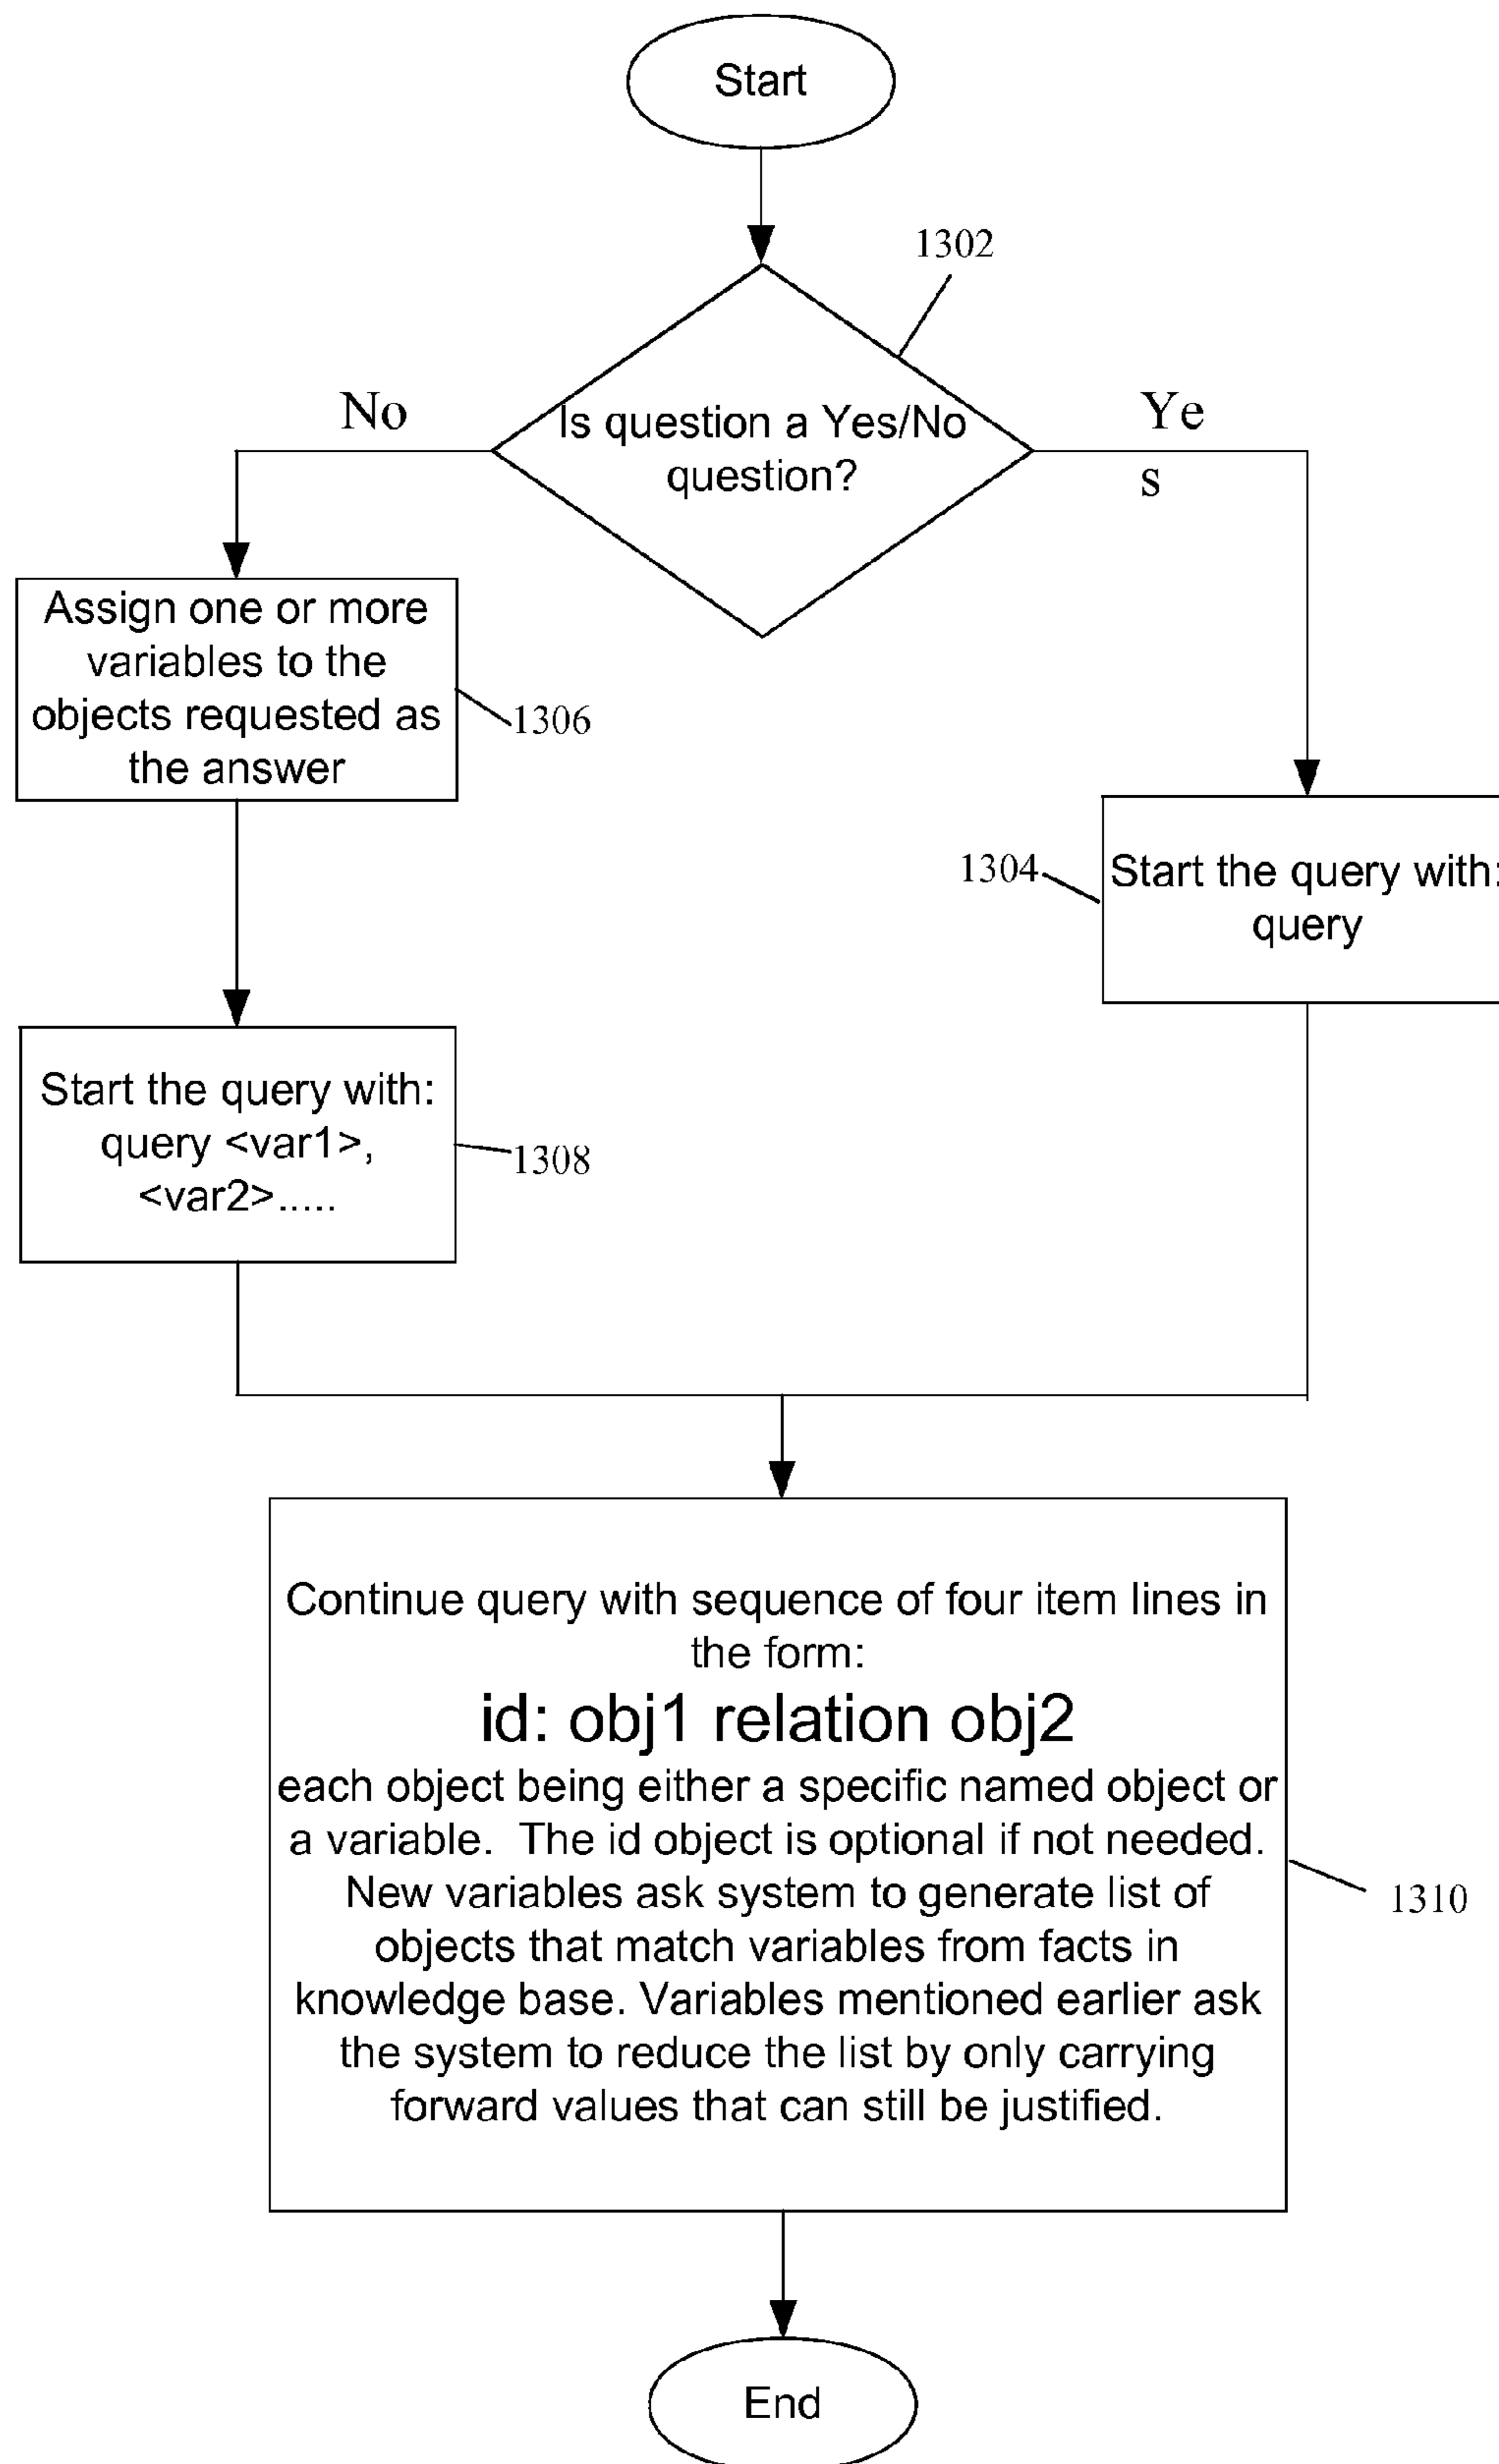 Start
1302
Is question a Yes/No
question?
No
Ye
s
Assign one or more
variables to the
objects requested as
the answer
1306
1304
Start the query with:
query
Start the query with:
query <var1>,
<var2>.....
1308
Continue query with sequence of four item lines in
the form:
id: obj1 relation obj2
each object being either a specific named object or
a variable.  The id object is optional if not needed.
New variables ask system to generate list of
objects that match variables from facts in
knowledge base. Variables mentioned earlier ask
the system to reduce the list by only carrying
forward values that can still be justified.
1310
End